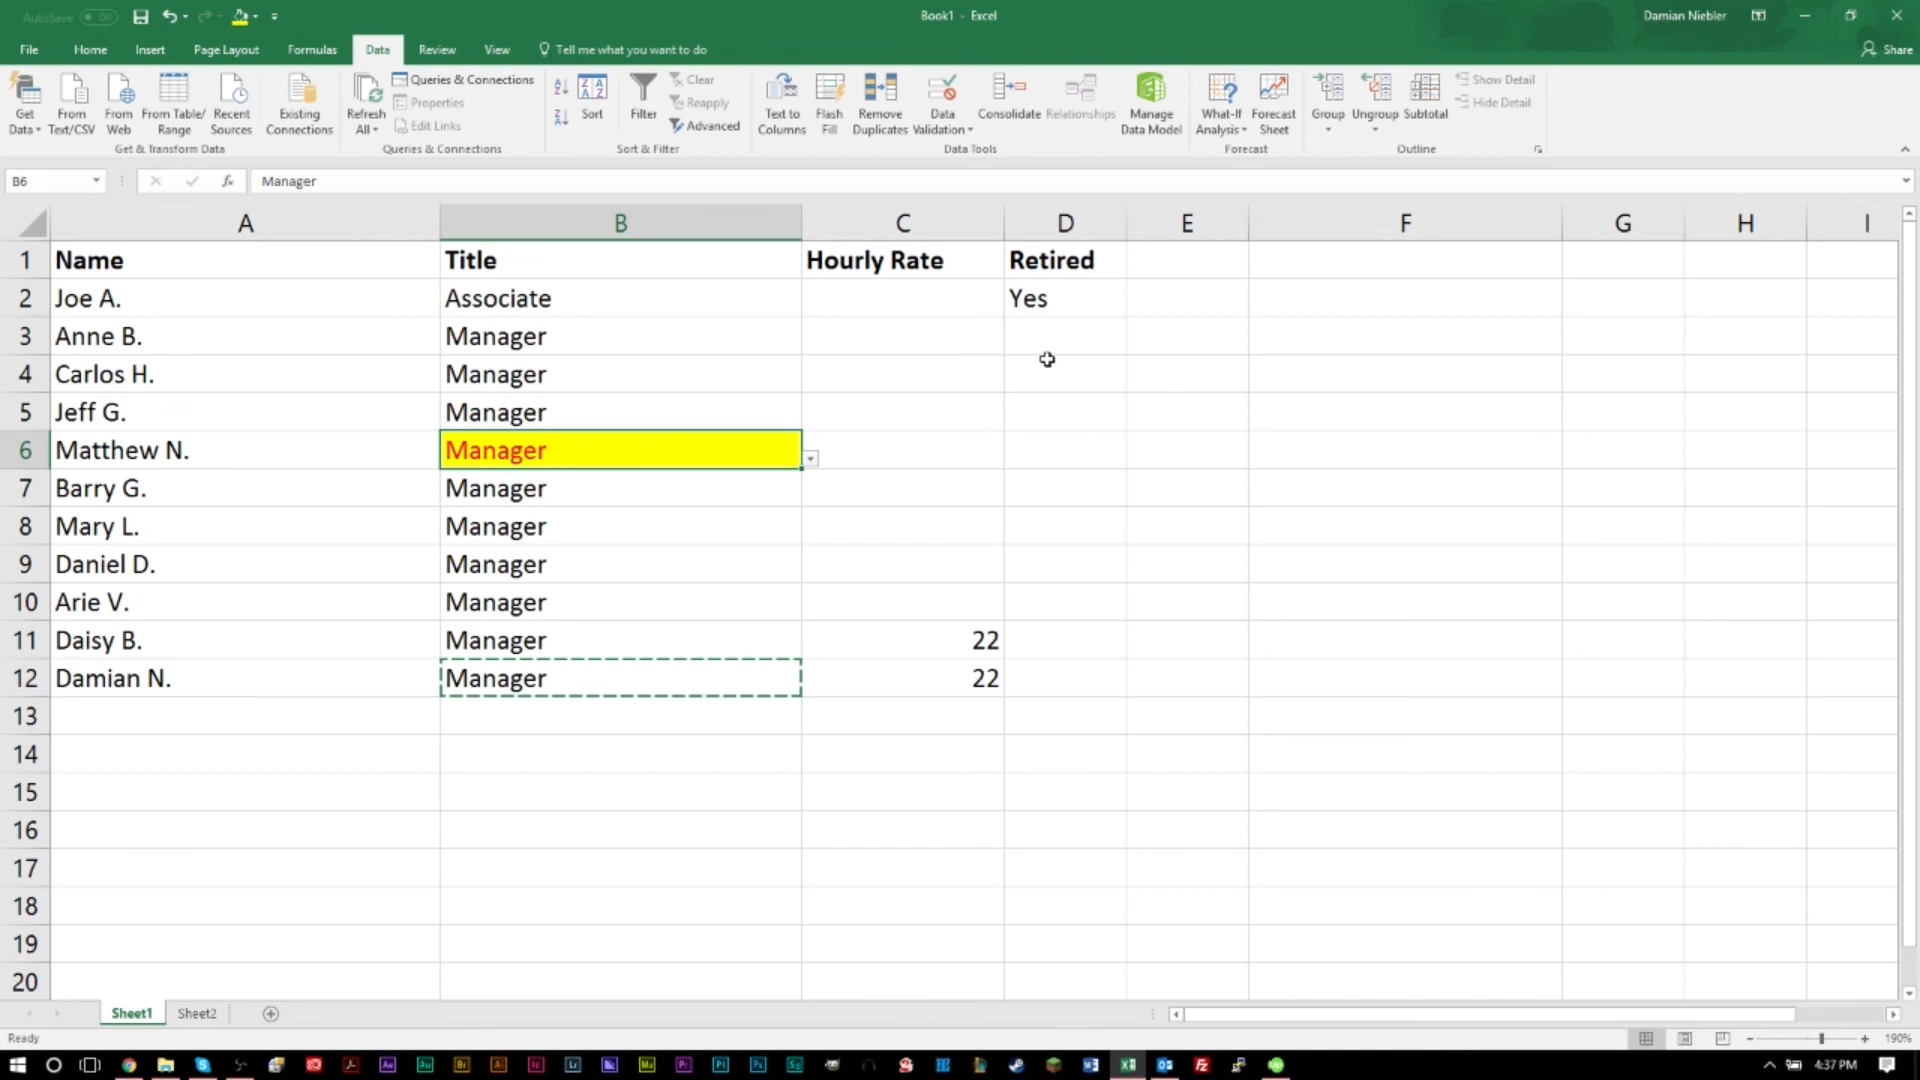 AutoSave Off
Book1 - Excel
Damian Niebler
File Home Insert Page Layout Formulas Data Review View Tell me what you want to do
Share
Get Data
From Text/CSV
From Web
From Table/ Range
Recent Sources
Existing Connections
Get & Transform Data
Refresh All
Queries & Connections
Properties
Edit Links
Queries & Connections
Sort
Filter
Clear
Reapply
Advanced
Sort & Filter
Text to Columns
Flash Fill
Remove Duplicates
Data Validation
Consolidate
Relationships
Manage Data Model
Data Tools
What-If Analysis
Forecast Sheet
Forecast
Group
Ungroup
Subtotal
Show Detail
Hide Detail
Outline
B6 fx Manager
A B C D E F G H I
1 Name Title Hourly Rate Retired
2 Joe A. Associate Yes
3 Anne B. Manager
4 Carlos H. Manager
5 Jeff G. Manager
6 Matthew N. Manager
7 Barry G. Manager
8 Mary L. Manager
9 Daniel D. Manager
10 Arie V. Manager
11 Daisy B. Manager 22
12 Damian N. Manager 22
13
14
15
16
17
18
19
20
Sheet1 Sheet2
Ready
190%
4:37 PM